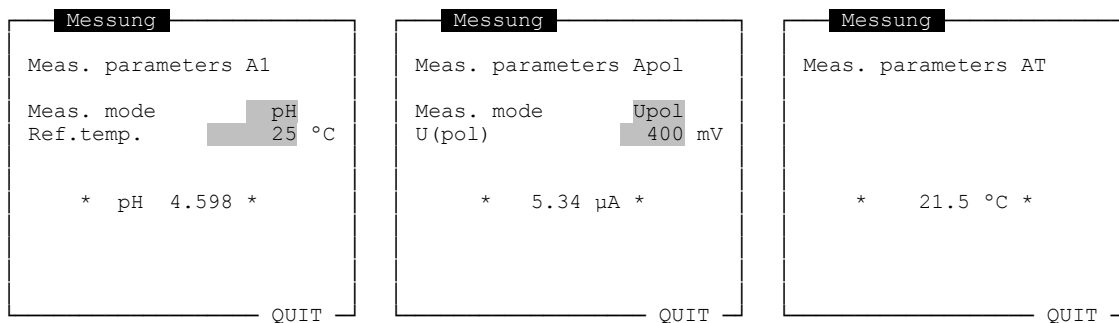 Messung
Meas. parameters A1
Meas. mode pH
Ref.temp. 25 °C
* pH 4.598 *
QUIT
Messung
Meas. parameters Apol
Meas. mode Upol
U(pol) 400 mV
* 5.34 µA *
QUIT
Messung
Meas. parameters AT
* 21.5 °C *
QUIT